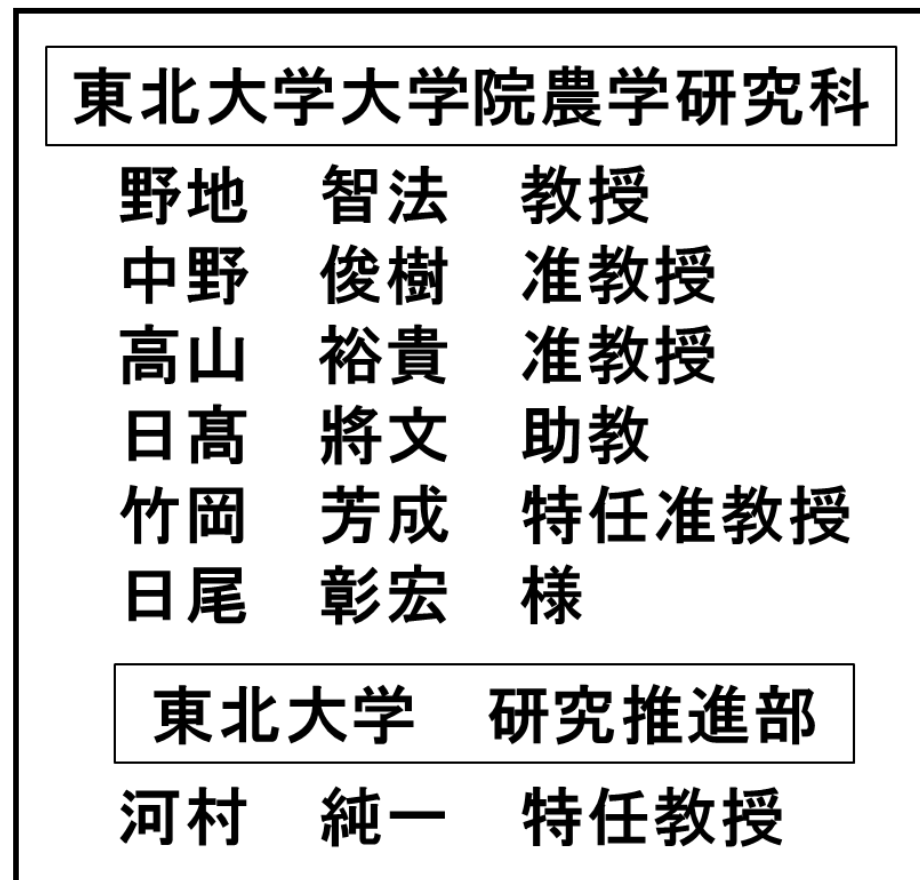 東北大学大学院農学研究科
野地　智法　教授
中野　俊樹　准教授
高山　裕貴　准教授
日髙　將文　助教
竹岡　芳成　特任准教授
日尾　彰宏　様
東北大学　研究推進部
河村　純一　特任教授